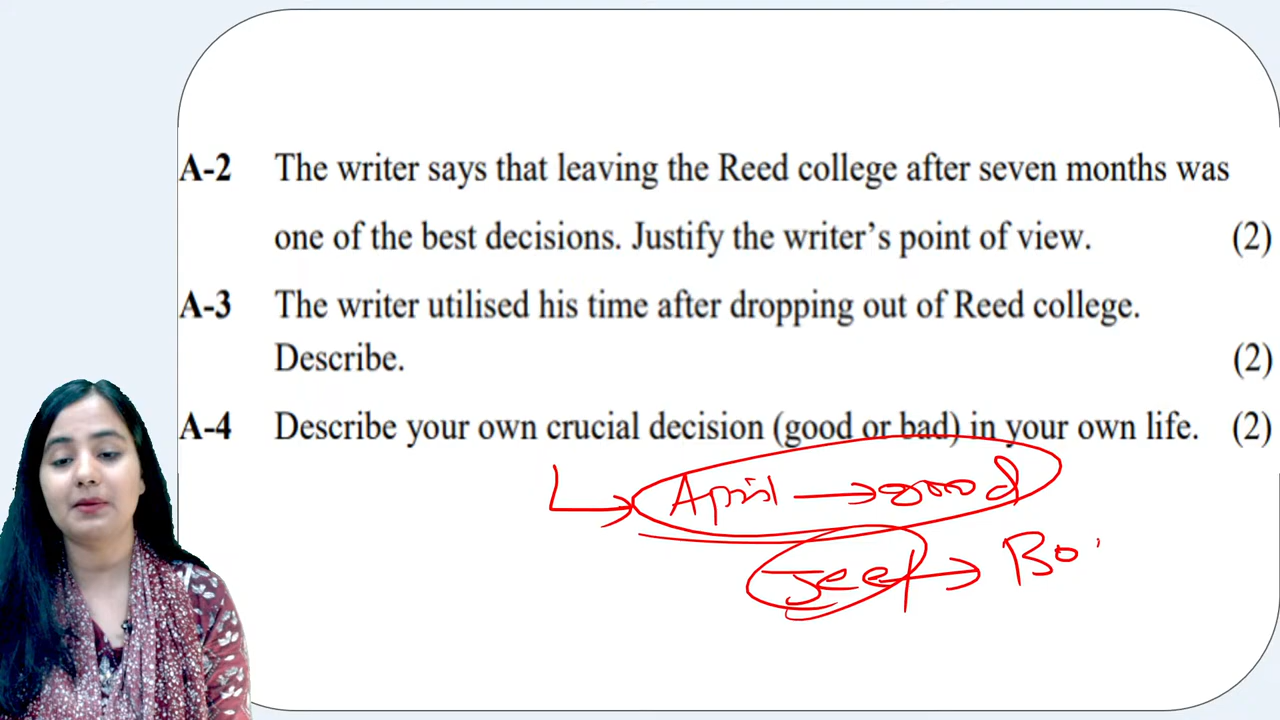 A-2 The writer says that leaving the Reed college after seven months was
one of the best decisions. Justify the writer's point of view. (2)
A-3 The writer utilised his time after dropping out of Reed college.
Describe. (2)
A-4 Describe your own crucial decision (good or bad) in your own life. (2)
April → good